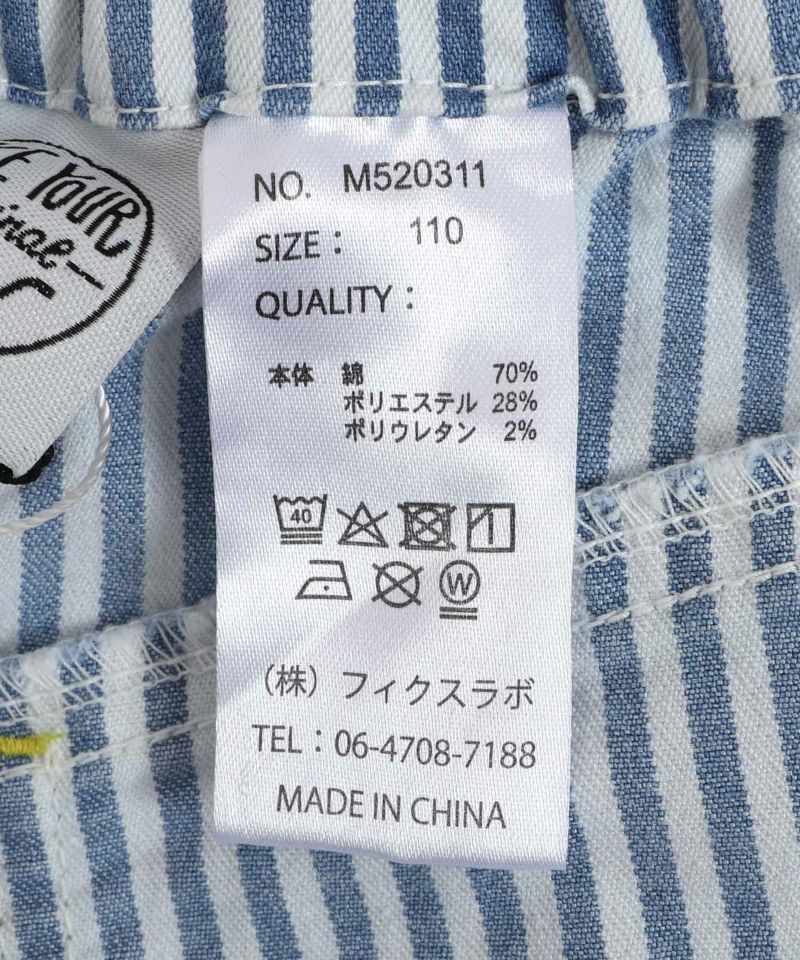 YOUR
NO. M520311
SIZE : 110
QUALITY :
本体 綿 70%
ポリエステル 28%
ポリウレタン 2%
40
W
（株）フィクスラボ
TEL : 06-4708-7188
MADE IN CHINA